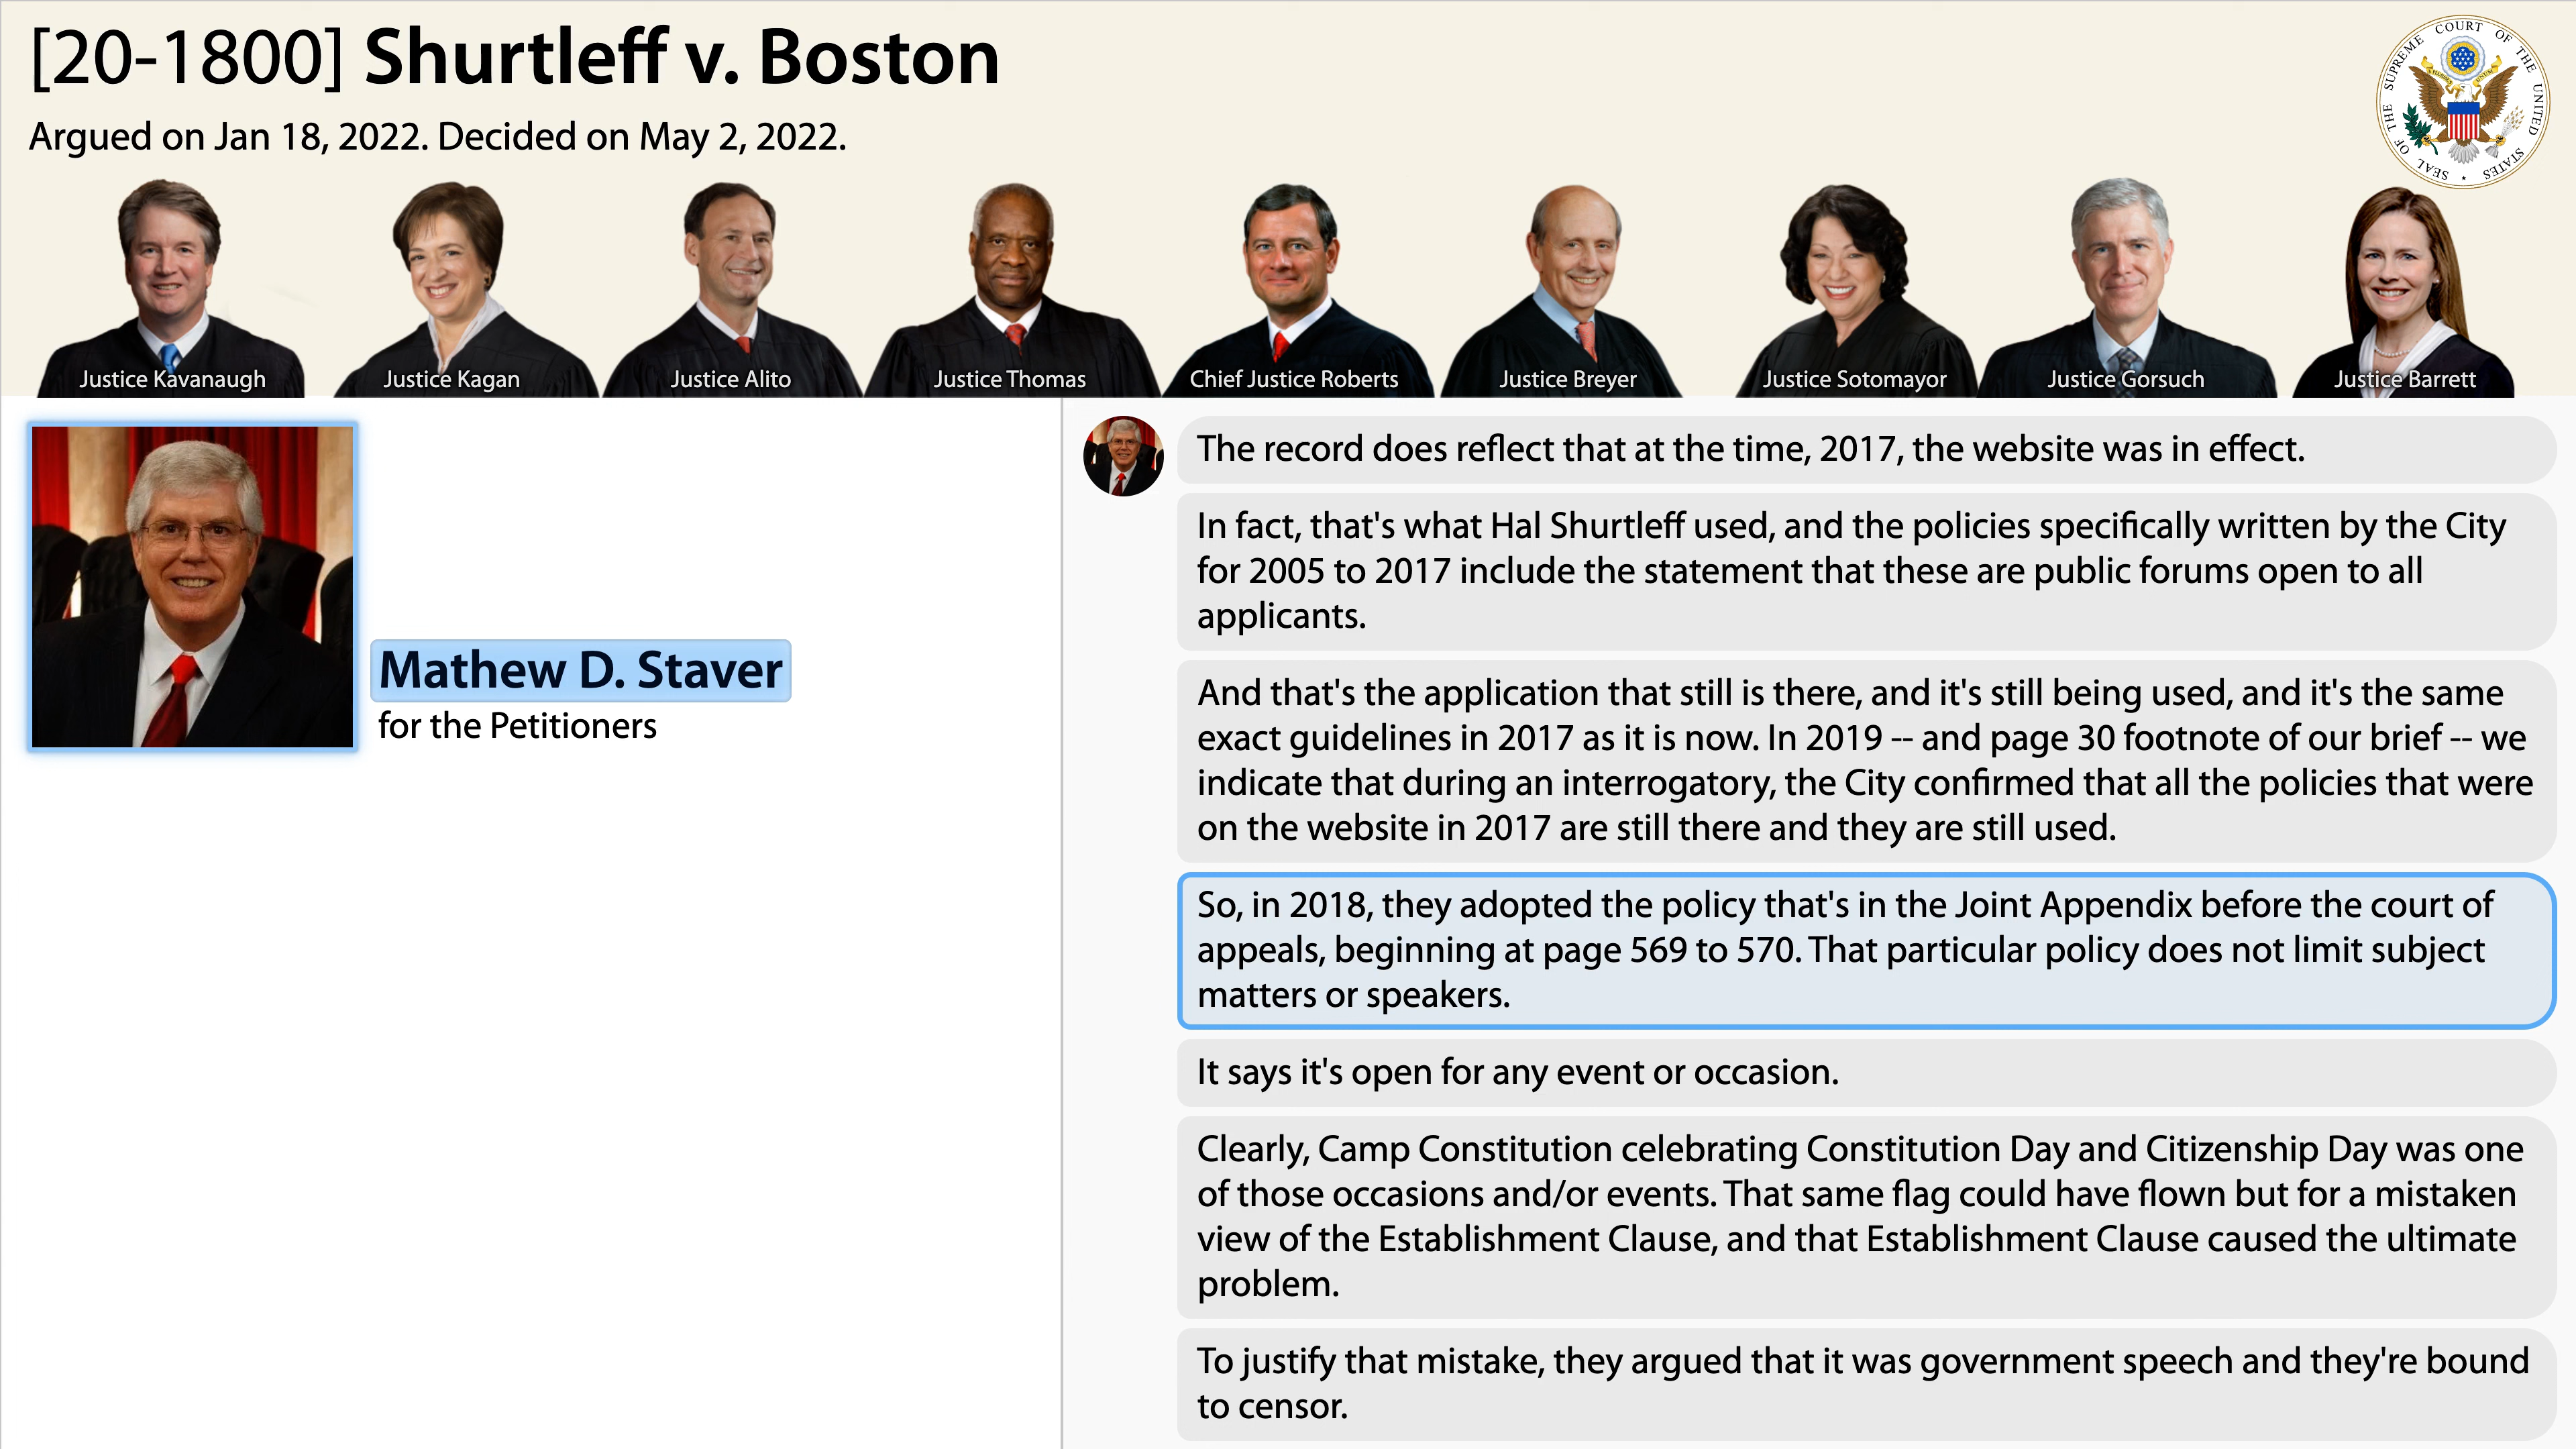 [20-1800] Shurtleff v. Boston
Argued on Jan 18, 2022. Decided on May 2, 2022.
SEAL OF THE SUPREME COURT OF THE UNITED STATES
Justice Kavanaugh
Justice Kagan
Justice Alito
Justice Thomas
Chief Justice Roberts
Justice Breyer
Justice Sotomayor
Justice Gorsuch
Justice Barrett
Mathew D. Staver
for the Petitioners
The record does reflect that at the time, 2017, the website was in effect.
In fact, that's what Hal Shurtleff used, and the policies specifically written by the City
for 2005 to 2017 include the statement that these are public forums open to all
applicants.
And that's the application that still is there, and it's still being used, and it's the same
exact guidelines in 2017 as it is now. In 2019 -- and page 30 footnote of our brief -- we
indicate that during an interrogatory, the City confirmed that all the policies that were
on the website in 2017 are still there and they are still used.
So, in 2018, they adopted the policy that's in the Joint Appendix before the court of
appeals, beginning at page 569 to 570. That particular policy does not limit subject
matters or speakers.
It says it's open for any event or occasion.
Clearly, Camp Constitution celebrating Constitution Day and Citizenship Day was one
of those occasions and/or events. That same flag could have flown but for a mistaken
view of the Establishment Clause, and that Establishment Clause caused the ultimate
problem.
To justify that mistake, they argued that it was government speech and they're bound
to censor.